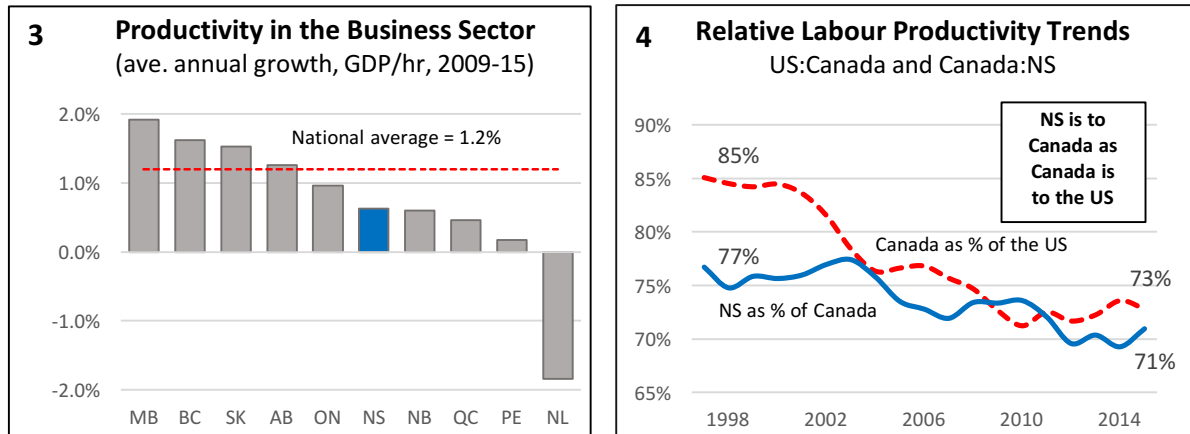 3
Productivity in the Business Sector
(ave. annual growth, GDP/hr, 2009-15)
2.0%
1.0%
0.0%
-1.0%
-2.0%
National average = 1.2%
MB BC SK AB ON NS NB QC PE NL
4
Relative Labour Productivity Trends
US:Canada and Canada:NS
90%
85%
80%
75%
70%
65%
NS is to
Canada as
Canada is
to the US
85%
Canada as % of the US
77%
73%
NS as % of Canada
71%
1998 2002 2006 2010 2014